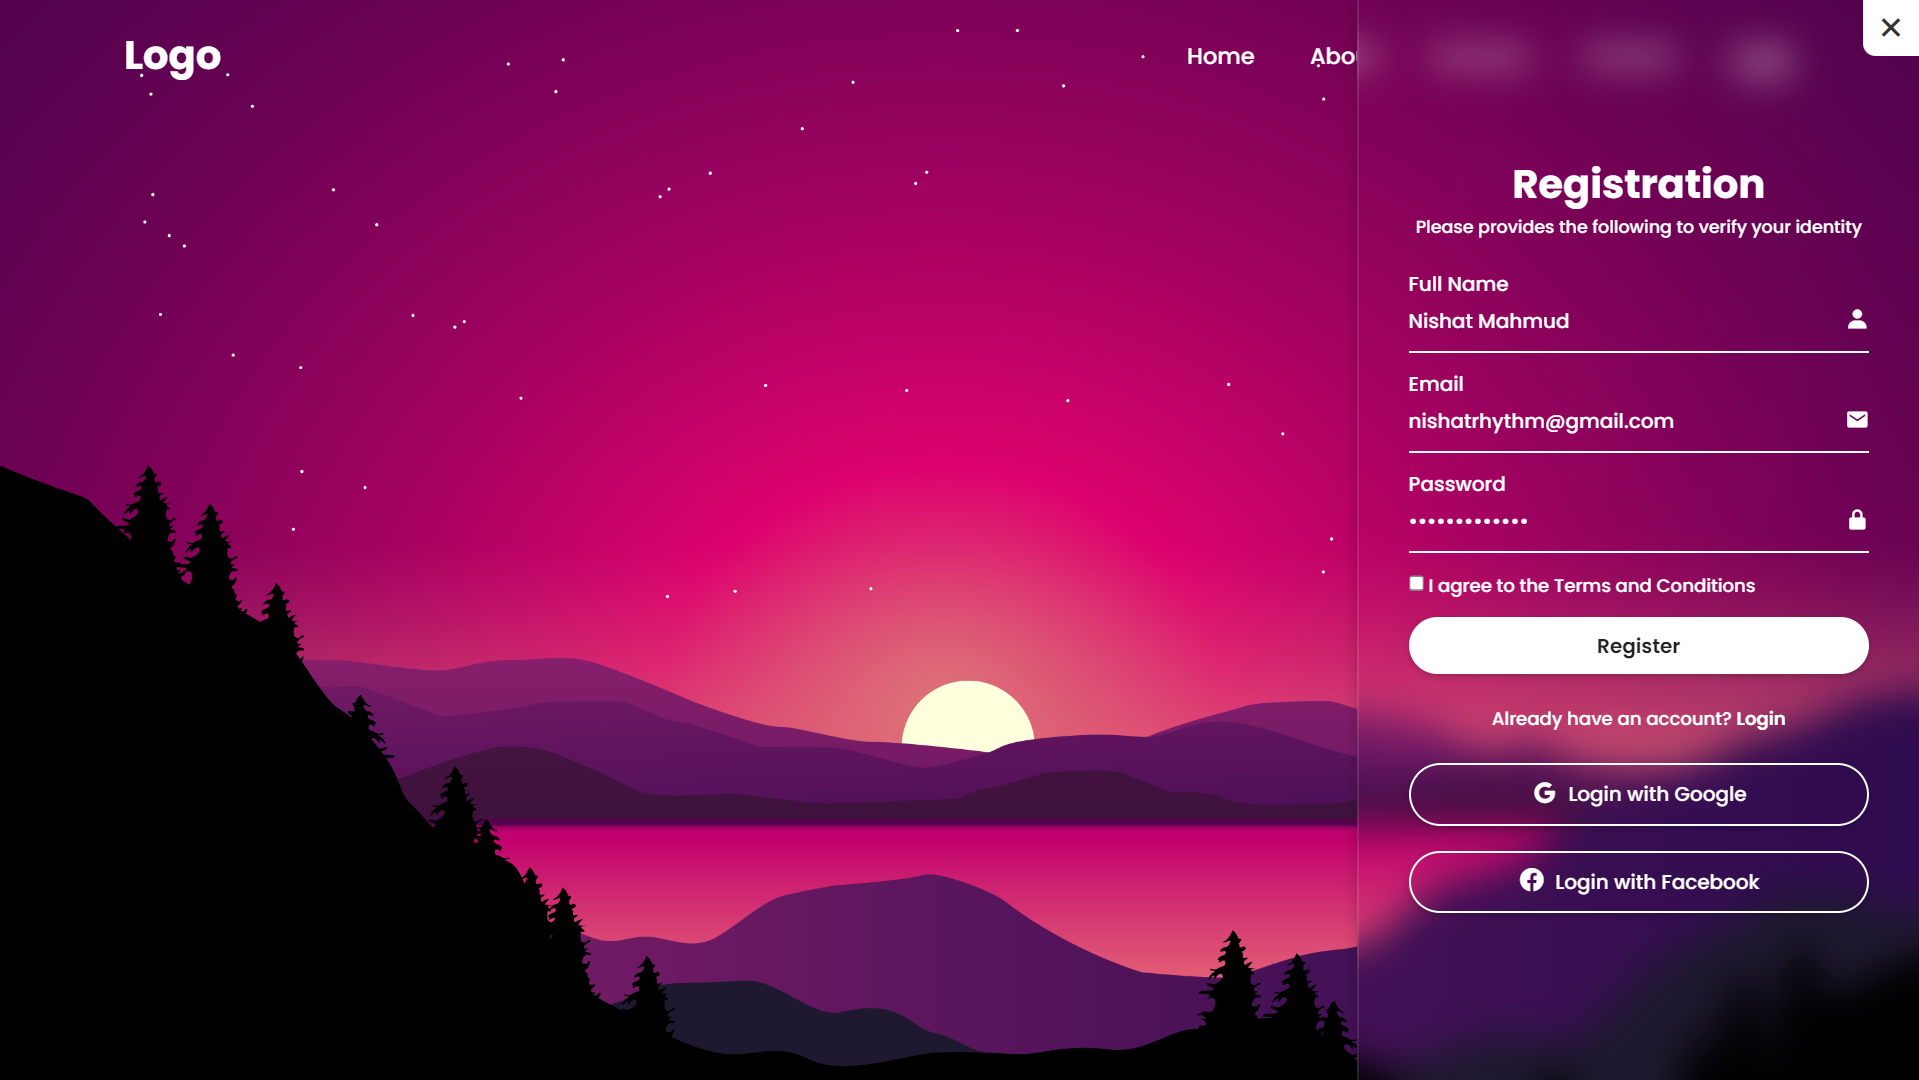 Logo
Home
Abou
Registration
Please provides the following to verify your identity
Full Name
Nishat Mahmud
Email
nishatrhythm@gmail.com
Password
•••••••••••••
I agree to the Terms and Conditions
Register
Already have an account? Login
Login with Google
Login with Facebook